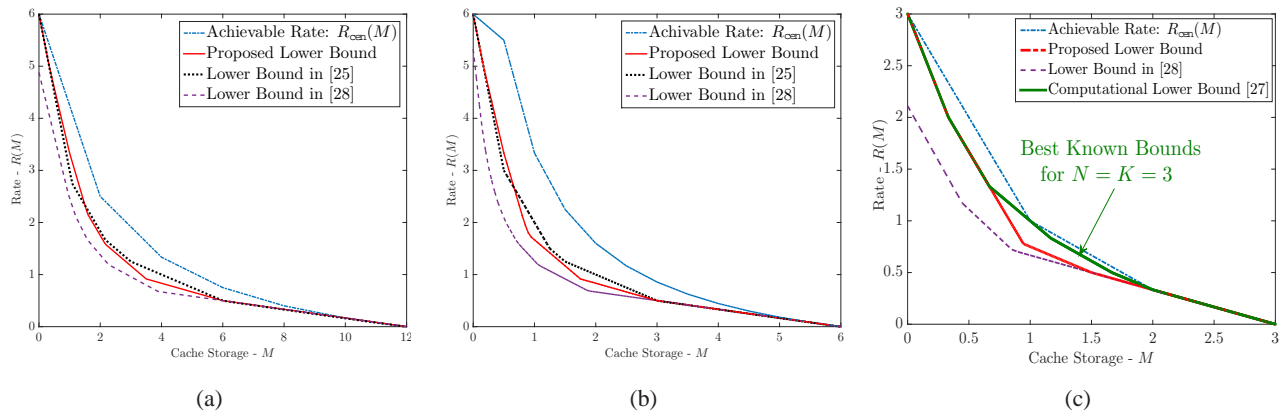 6
5
4
3
2
1
0
0
2
4
6
8
10
12
Rate - R(M)
Cache Storage - M
Achievable Rate: R_cen(M)
Proposed Lower Bound
Lower Bound in [25]
Lower Bound in [28]
(a)
6
5
4
3
2
1
0
0
1
2
3
4
5
6
Rate - R(M)
Cache Storage - M
Achievable Rate: R_cen(M)
Proposed Lower Bound
Lower Bound in [25]
Lower Bound in [28]
(b)
3
2.5
2
1.5
1
0.5
0
0
0.5
1
1.5
2
2.5
3
Rate - R(M)
Cache Storage - M
Achievable Rate: R_cen(M)
Proposed Lower Bound
Lower Bound in [28]
Computational Lower Bound [27]
Best Known Bounds
for N = K = 3
(c)